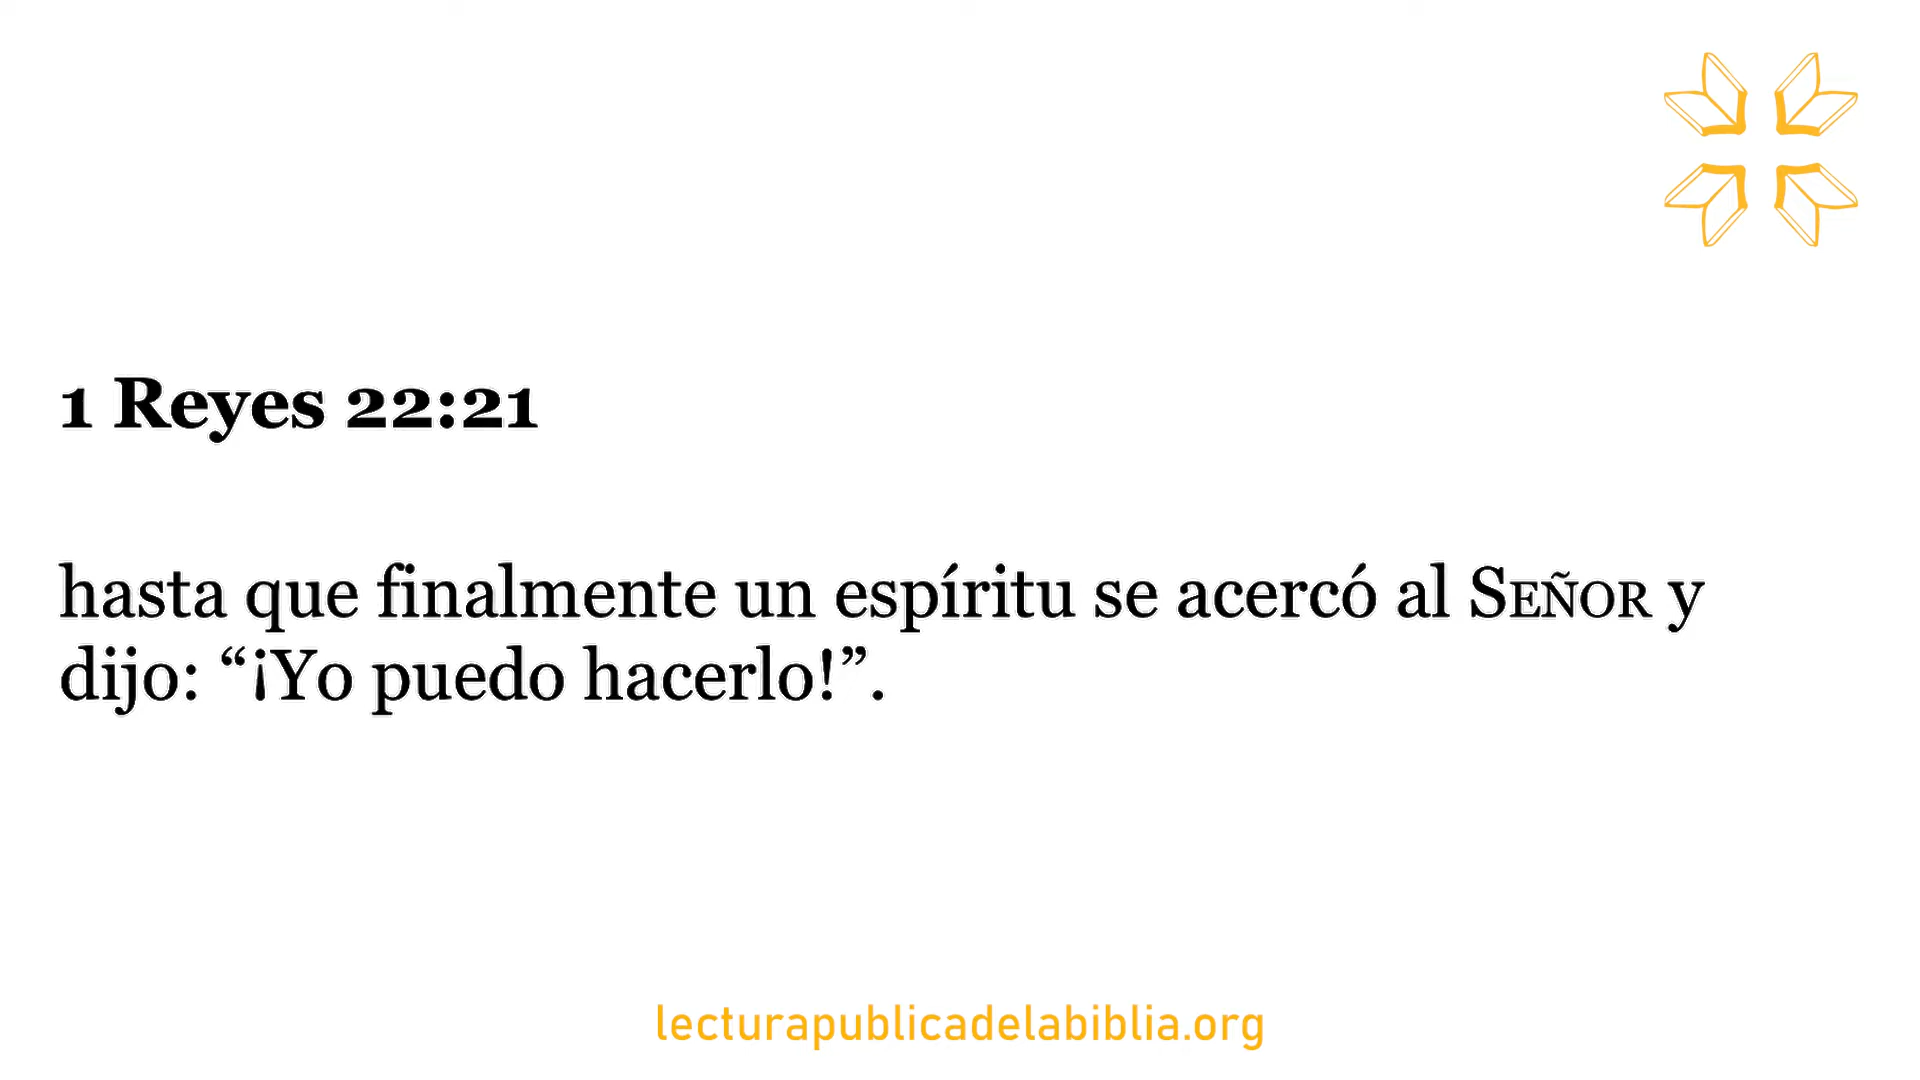 1 Reyes 22:21
hasta que finalmente un espíritu se acercó al SEÑOR y
dijo: “¡Yo puedo hacerlo!”.
lecturapublicadelabiblia.org